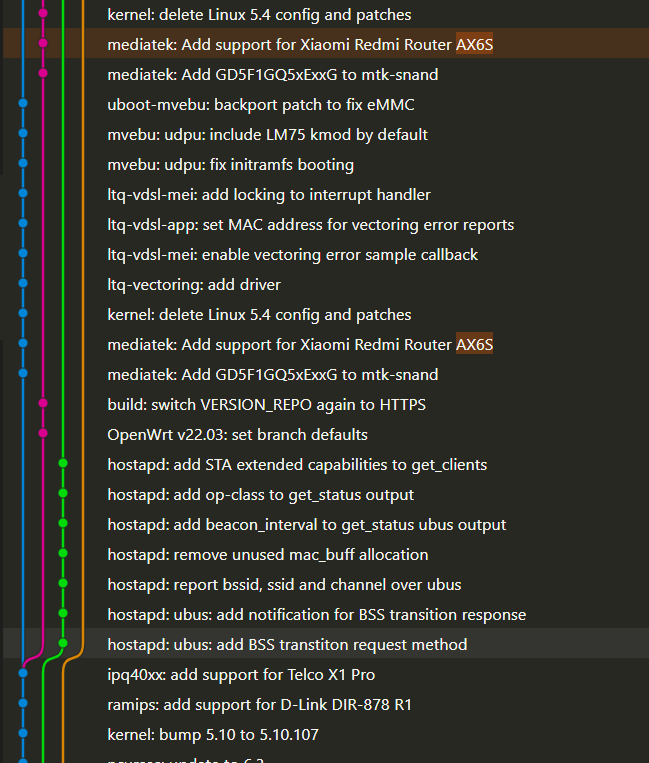 kernel: delete Linux 5.4 config and patches
mediatek: Add support for Xiaomi Redmi Router AX6S
mediatek: Add GD5F1GQ5xExxG to mtk-snand
uboot-mvebu: backport patch to fix eMMC
mvebu: udpu: include LM75 kmod by default
mvebu: udpu: fix initramfs booting
ltq-vdsl-mei: add locking to interrupt handler
ltq-vdsl-app: set MAC address for vectoring error reports
ltq-vdsl-mei: enable vectoring error sample callback
ltq-vectoring: add driver
kernel: delete Linux 5.4 config and patches
mediatek: Add support for Xiaomi Redmi Router AX6S
mediatek: Add GD5F1GQ5xExxG to mtk-snand
build: switch VERSION_REPO again to HTTPS
OpenWrt v22.03: set branch defaults
hostapd: add STA extended capabilities to get_clients
hostapd: add op-class to get_status output
hostapd: add beacon_interval to get_status ubus output
hostapd: remove unused mac_buff allocation
hostapd: report bssid, ssid and channel over ubus
hostapd: ubus: add notification for BSS transition response
hostapd: ubus: add BSS transtiton request method
ipq40xx: add support for Telco X1 Pro
ramips: add support for D-Link DIR-878 R1
kernel: bump 5.10 to 5.10.107